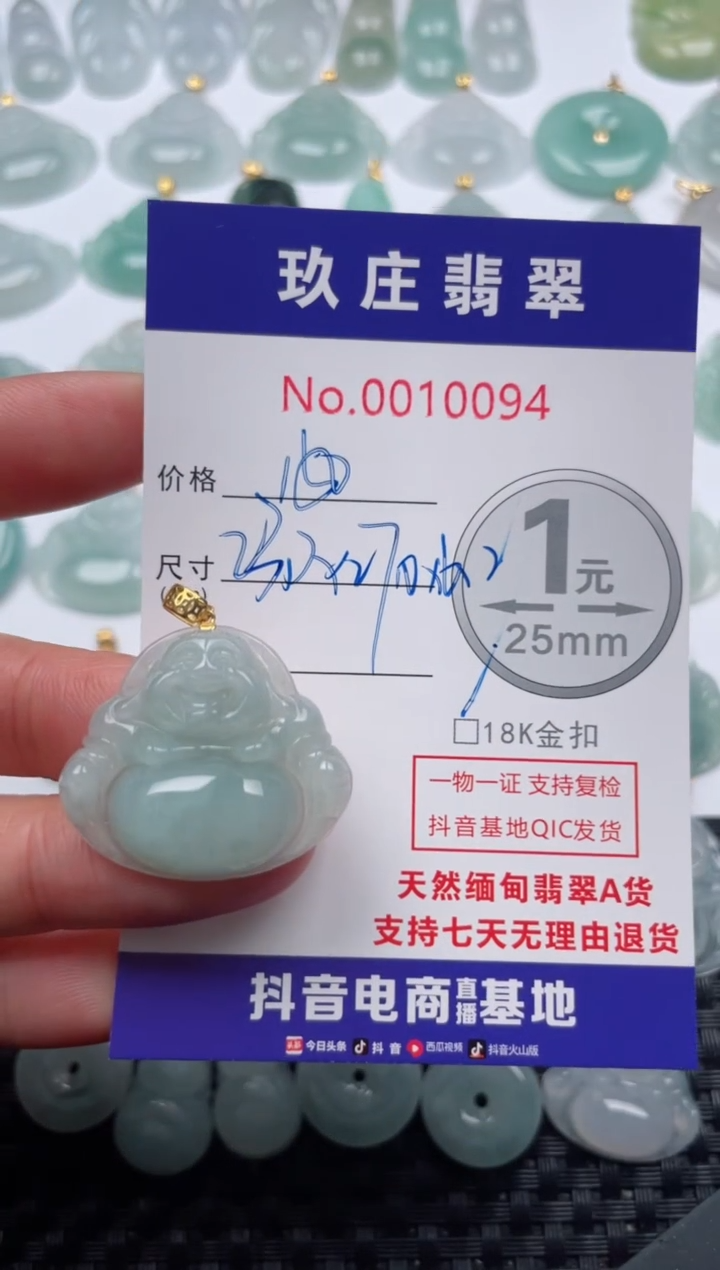 玖庄翡翠
No.0010094
价格
尺寸
1元
25mm
□18K金扣
一物一证 支持复检
抖音基地QIC发货
天然缅甸翡翠A货
支持七天无理由退货
抖音电商直播基地
今日头条 抖音 西瓜视频 抖音火山版